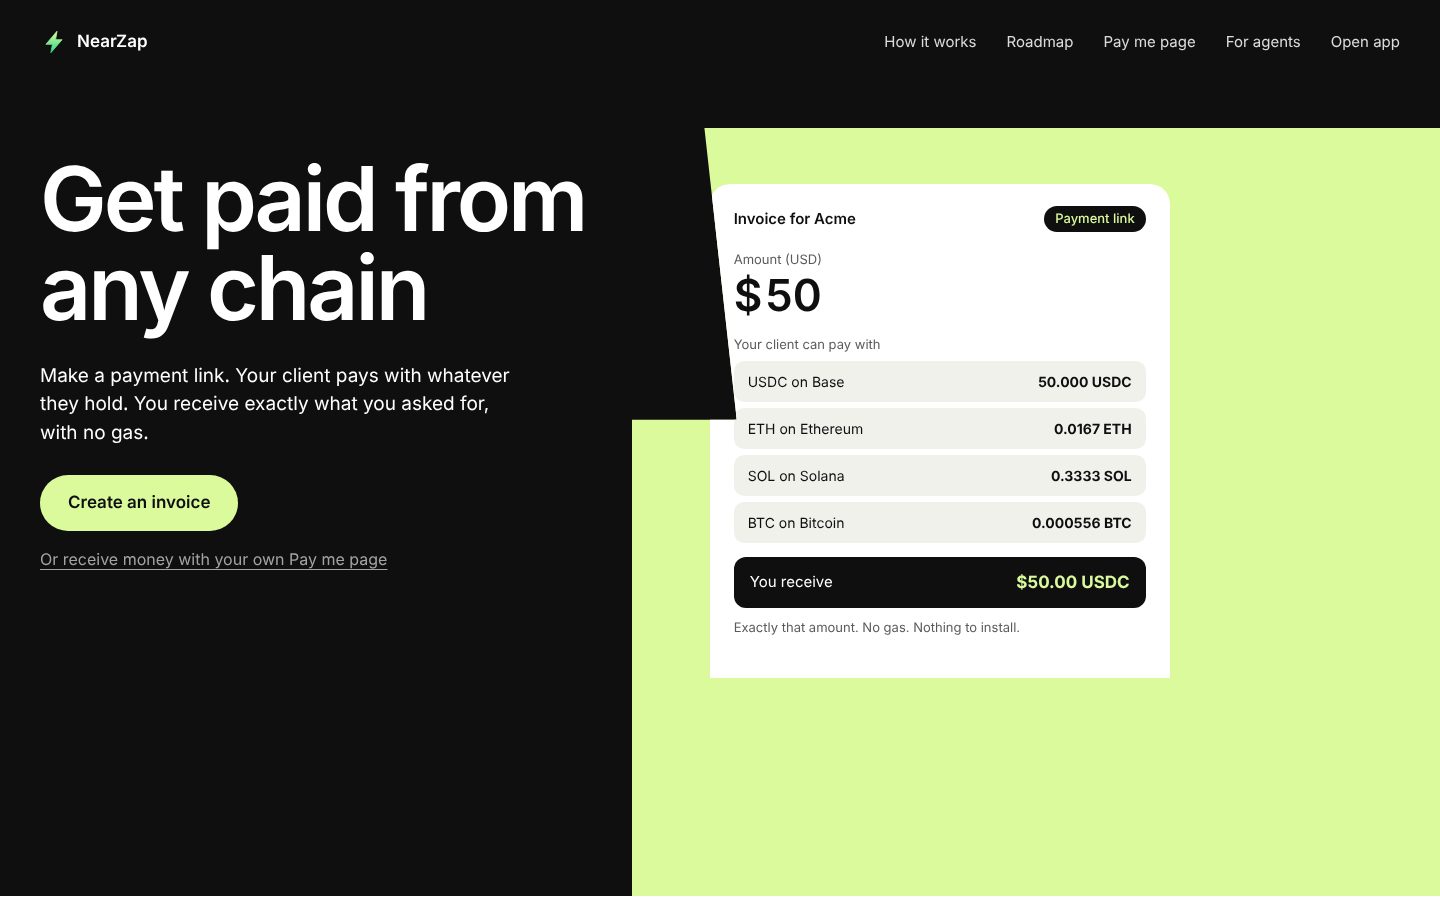 NearZap
How it works
Roadmap
Pay me page
For agents
Open app
Get paid from
any chain
Make a payment link. Your client pays with whatever
they hold. You receive exactly what you asked for,
with no gas.
Create an invoice
Or receive money with your own Pay me page
Invoice for Acme
Payment link
Amount (USD)
$50
Your client can pay with
USDC on Base 50.000 USDC
ETH on Ethereum 0.0167 ETH
SOL on Solana 0.3333 SOL
BTC on Bitcoin 0.000556 BTC
You receive $50.00 USDC
Exactly that amount. No gas. Nothing to install.